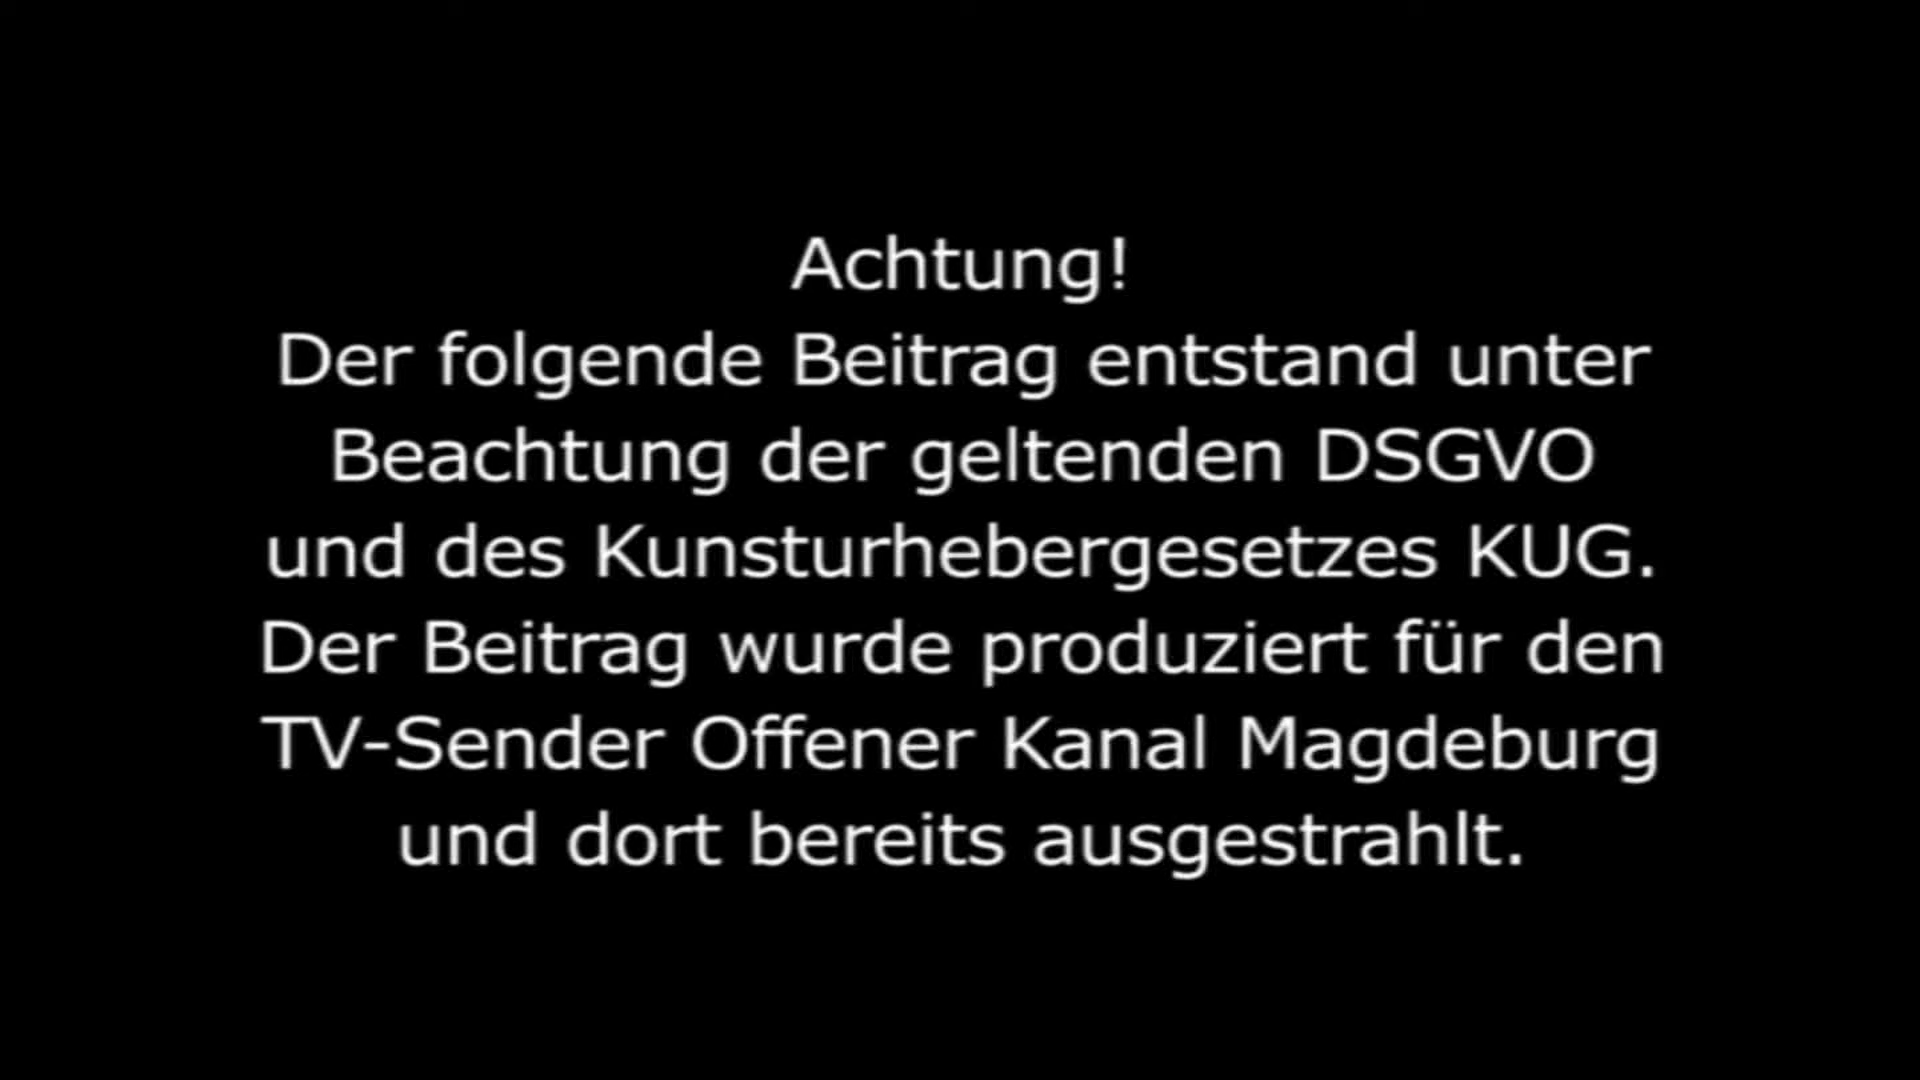 Achtung!
Der folgende Beitrag entstand unter
Beachtung der geltenden DSGVO
und des Kunsturhebergesetzes KUG.
Der Beitrag wurde produziert für den
TV-Sender Offener Kanal Magdeburg
und dort bereits ausgestrahlt.